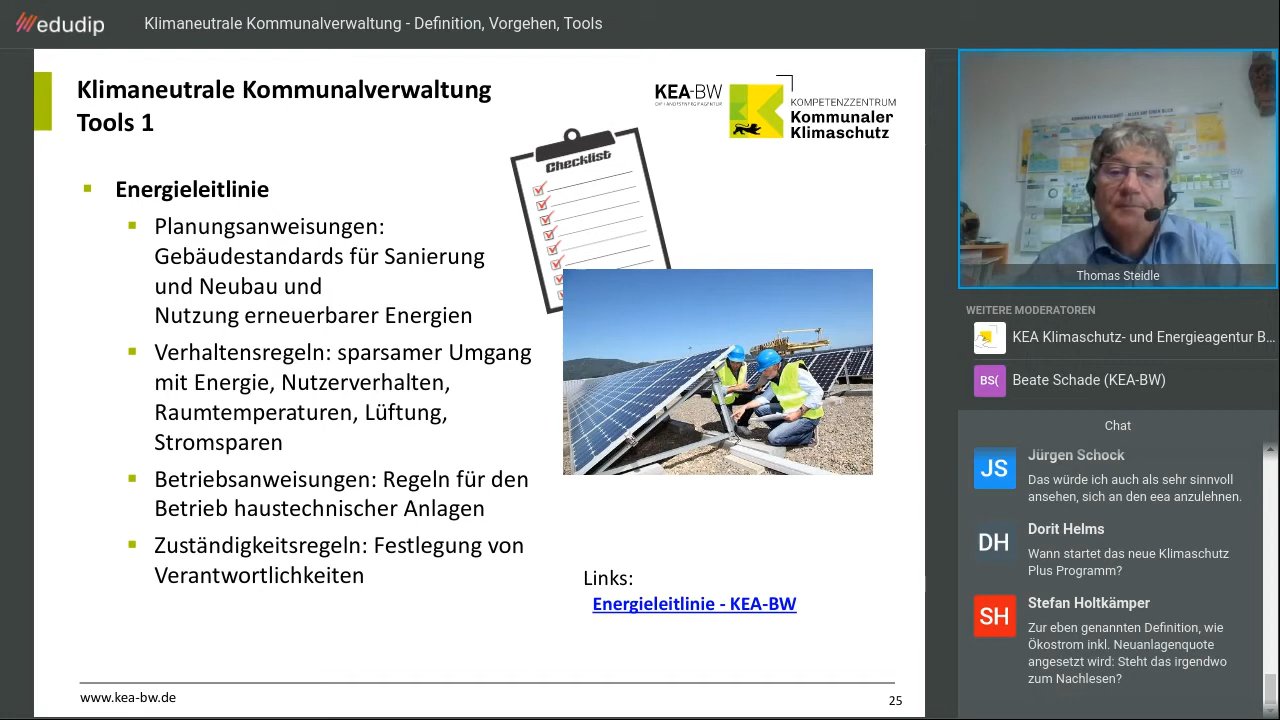 edudip
Klimaneutrale Kommunalverwaltung - Definition, Vorgehen, Tools
Klimaneutrale Kommunalverwaltung
Tools 1
KEA-BW
DIE LANDESENERGIEAGENTUR
KOMPETENZZENTRUM
Kommunaler
Klimaschutz
Checklist
Energieleitlinie
Planungsanweisungen:
Gebäudestandards für Sanierung
und Neubau und
Nutzung erneuerbarer Energien
Verhaltensregeln: sparsamer Umgang
mit Energie, Nutzerverhalten,
Raumtemperaturen, Lüftung,
Stromsparen
Betriebsanweisungen: Regeln für den
Betrieb haustechnischer Anlagen
Zuständigkeitsregeln: Festlegung von
Verantwortlichkeiten
Links:
Energieleitlinie - KEA-BW
www.kea-bw.de
25
Thomas Steidle
WEITERE MODERATOREN
KEA Klimaschutz- und Energieagentur B...
BS(
Beate Schade (KEA-BW)
Chat
JS
Jürgen Schock
Das würde ich auch als sehr sinnvoll
ansehen, sich an den eea anzulehnen.
DH
Dorit Helms
Wann startet das neue Klimaschutz
Plus Programm?
SH
Stefan Holtkämper
Zur eben genannten Definition, wie
Ökostrom inkl. Neuanlagenquote
angesetzt wird: Steht das irgendwo
zum Nachlesen?